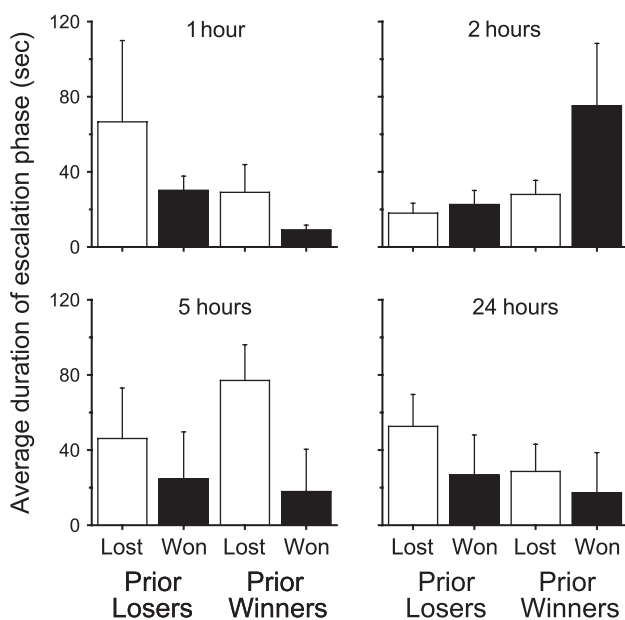 Average duration of escalation phase (sec)
1 hour
2 hours
120
80
40
0
5 hours
24 hours
120
80
40
0
Lost Won Lost Won
Lost Won Lost Won
Prior
Losers
Prior
Winners
Prior
Losers
Prior
Winners